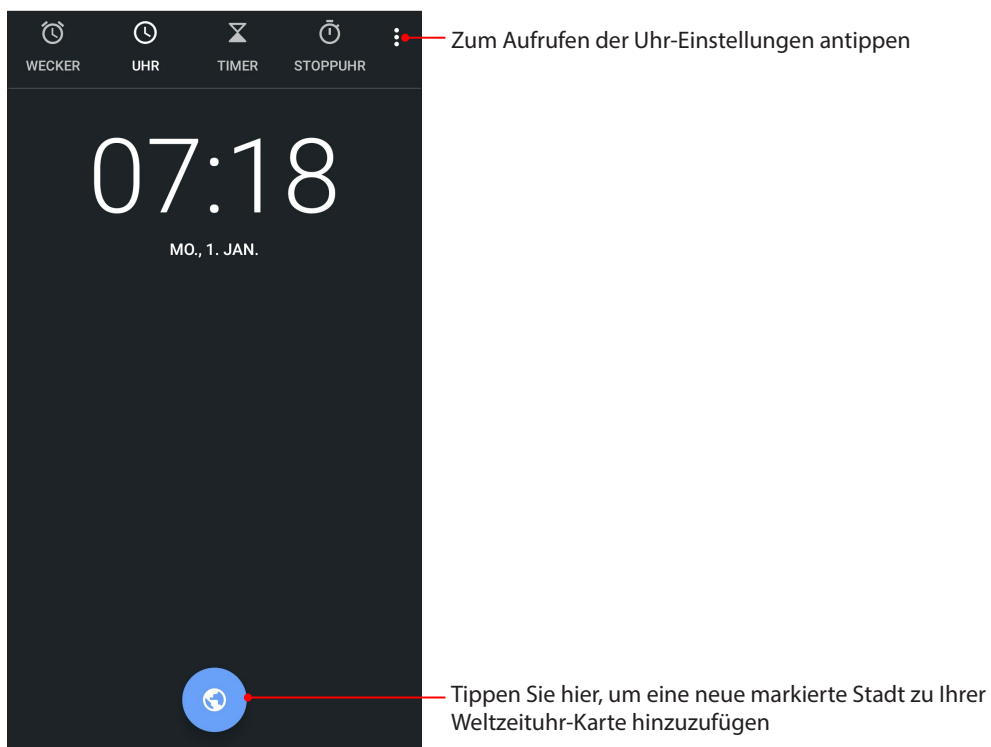 WECKER UHR TIMER STOPPUHR
Zum Aufrufen der Uhr-Einstellungen antippen
07:18
MO., 1. JAN.
Tippen Sie hier, um eine neue markierte Stadt zu Ihrer
Weltzeituhr-Karte hinzuzufügen